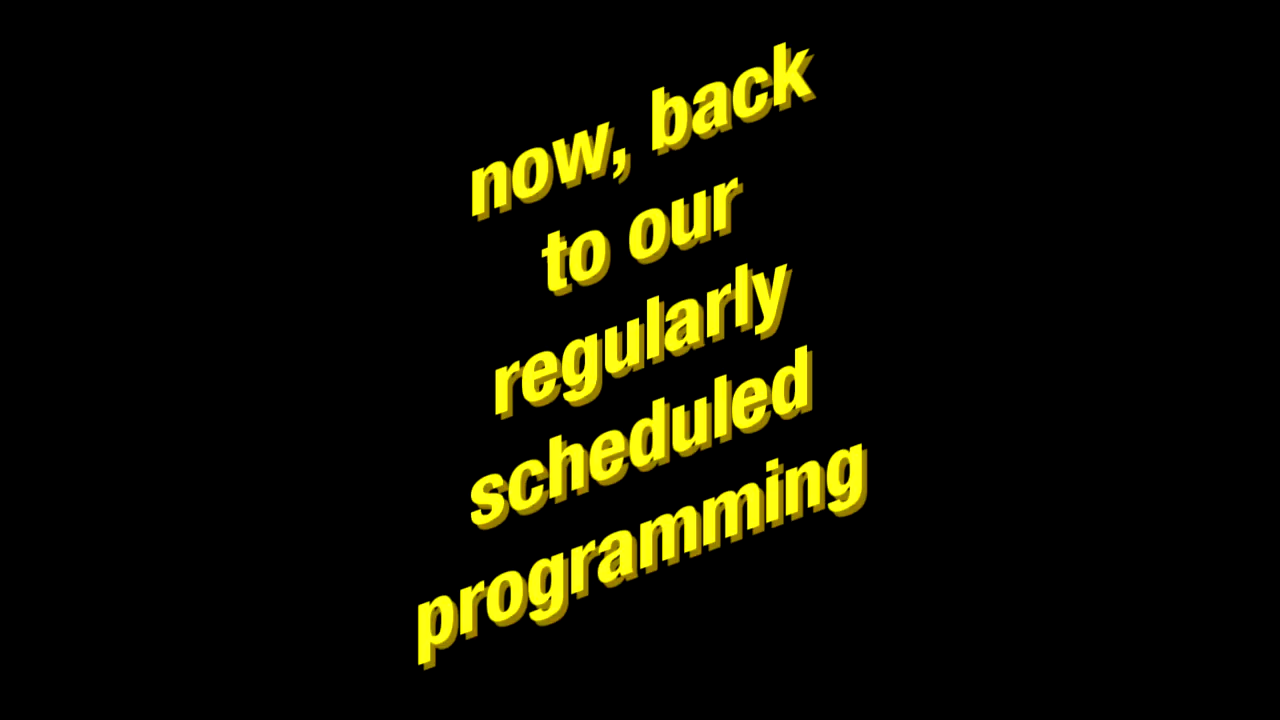 now, back
to our
regularly
scheduled
programming